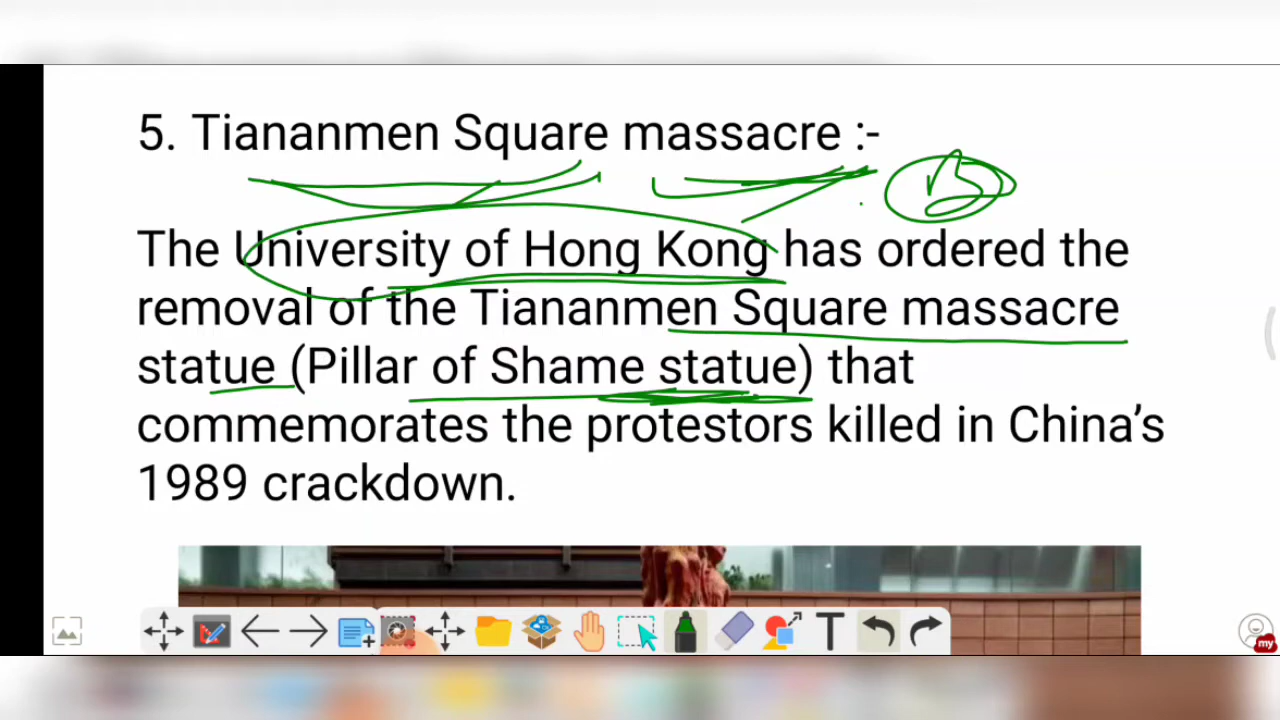 5. Tiananmen Square massacre :-
The University of Hong Kong has ordered the
removal of the Tiananmen Square massacre
statue (Pillar of Shame statue) that
commemorates the protestors killed in China’s
1989 crackdown.
T
my